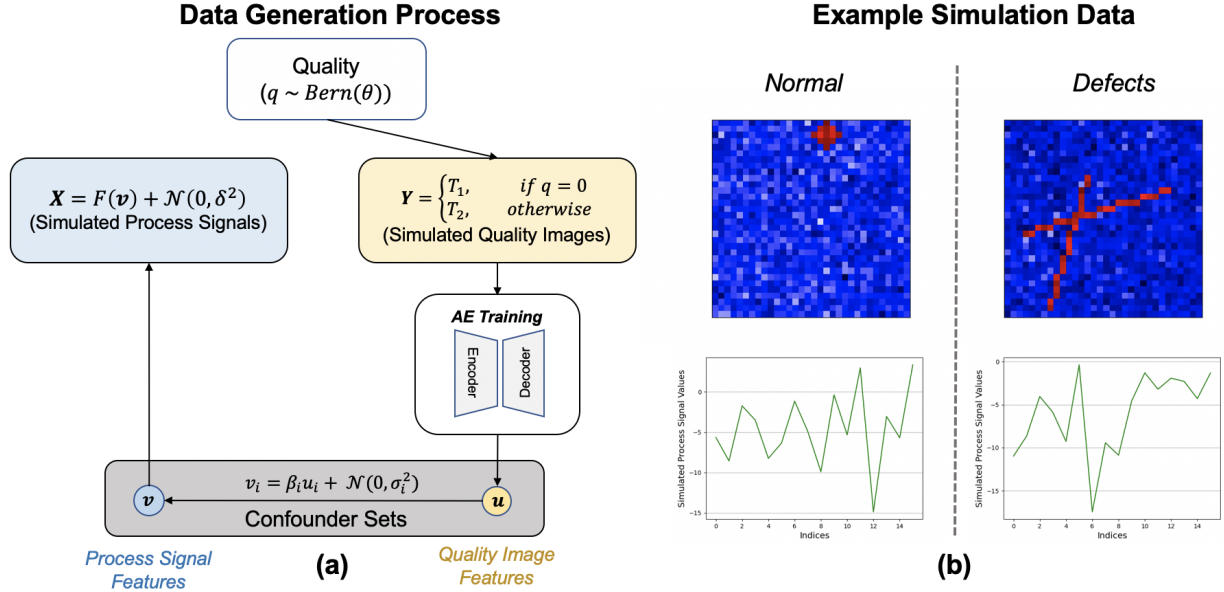 Data Generation Process
Quality
(q ~ Bern(θ))
X = F(v) + 𝒩(0, δ²)
(Simulated Process Signals)
Y = {T₁, if q = 0
T₂, otherwise
(Simulated Quality Images)
AE Training
Encoder
Decoder
vᵢ = βᵢuᵢ + 𝒩(0, σᵢ²)
v
u
Confounder Sets
Process Signal
Features
(a)
Quality Image
Features
Example Simulation Data
Normal
Defects
Simulated Process Signal Values
0
−5
−10
−15
0 2 4 6 8 10 12 14
Indices
Simulated Process Signal Values
0
−5
−10
−15
0 2 4 6 8 10 12 14
Indices
(b)